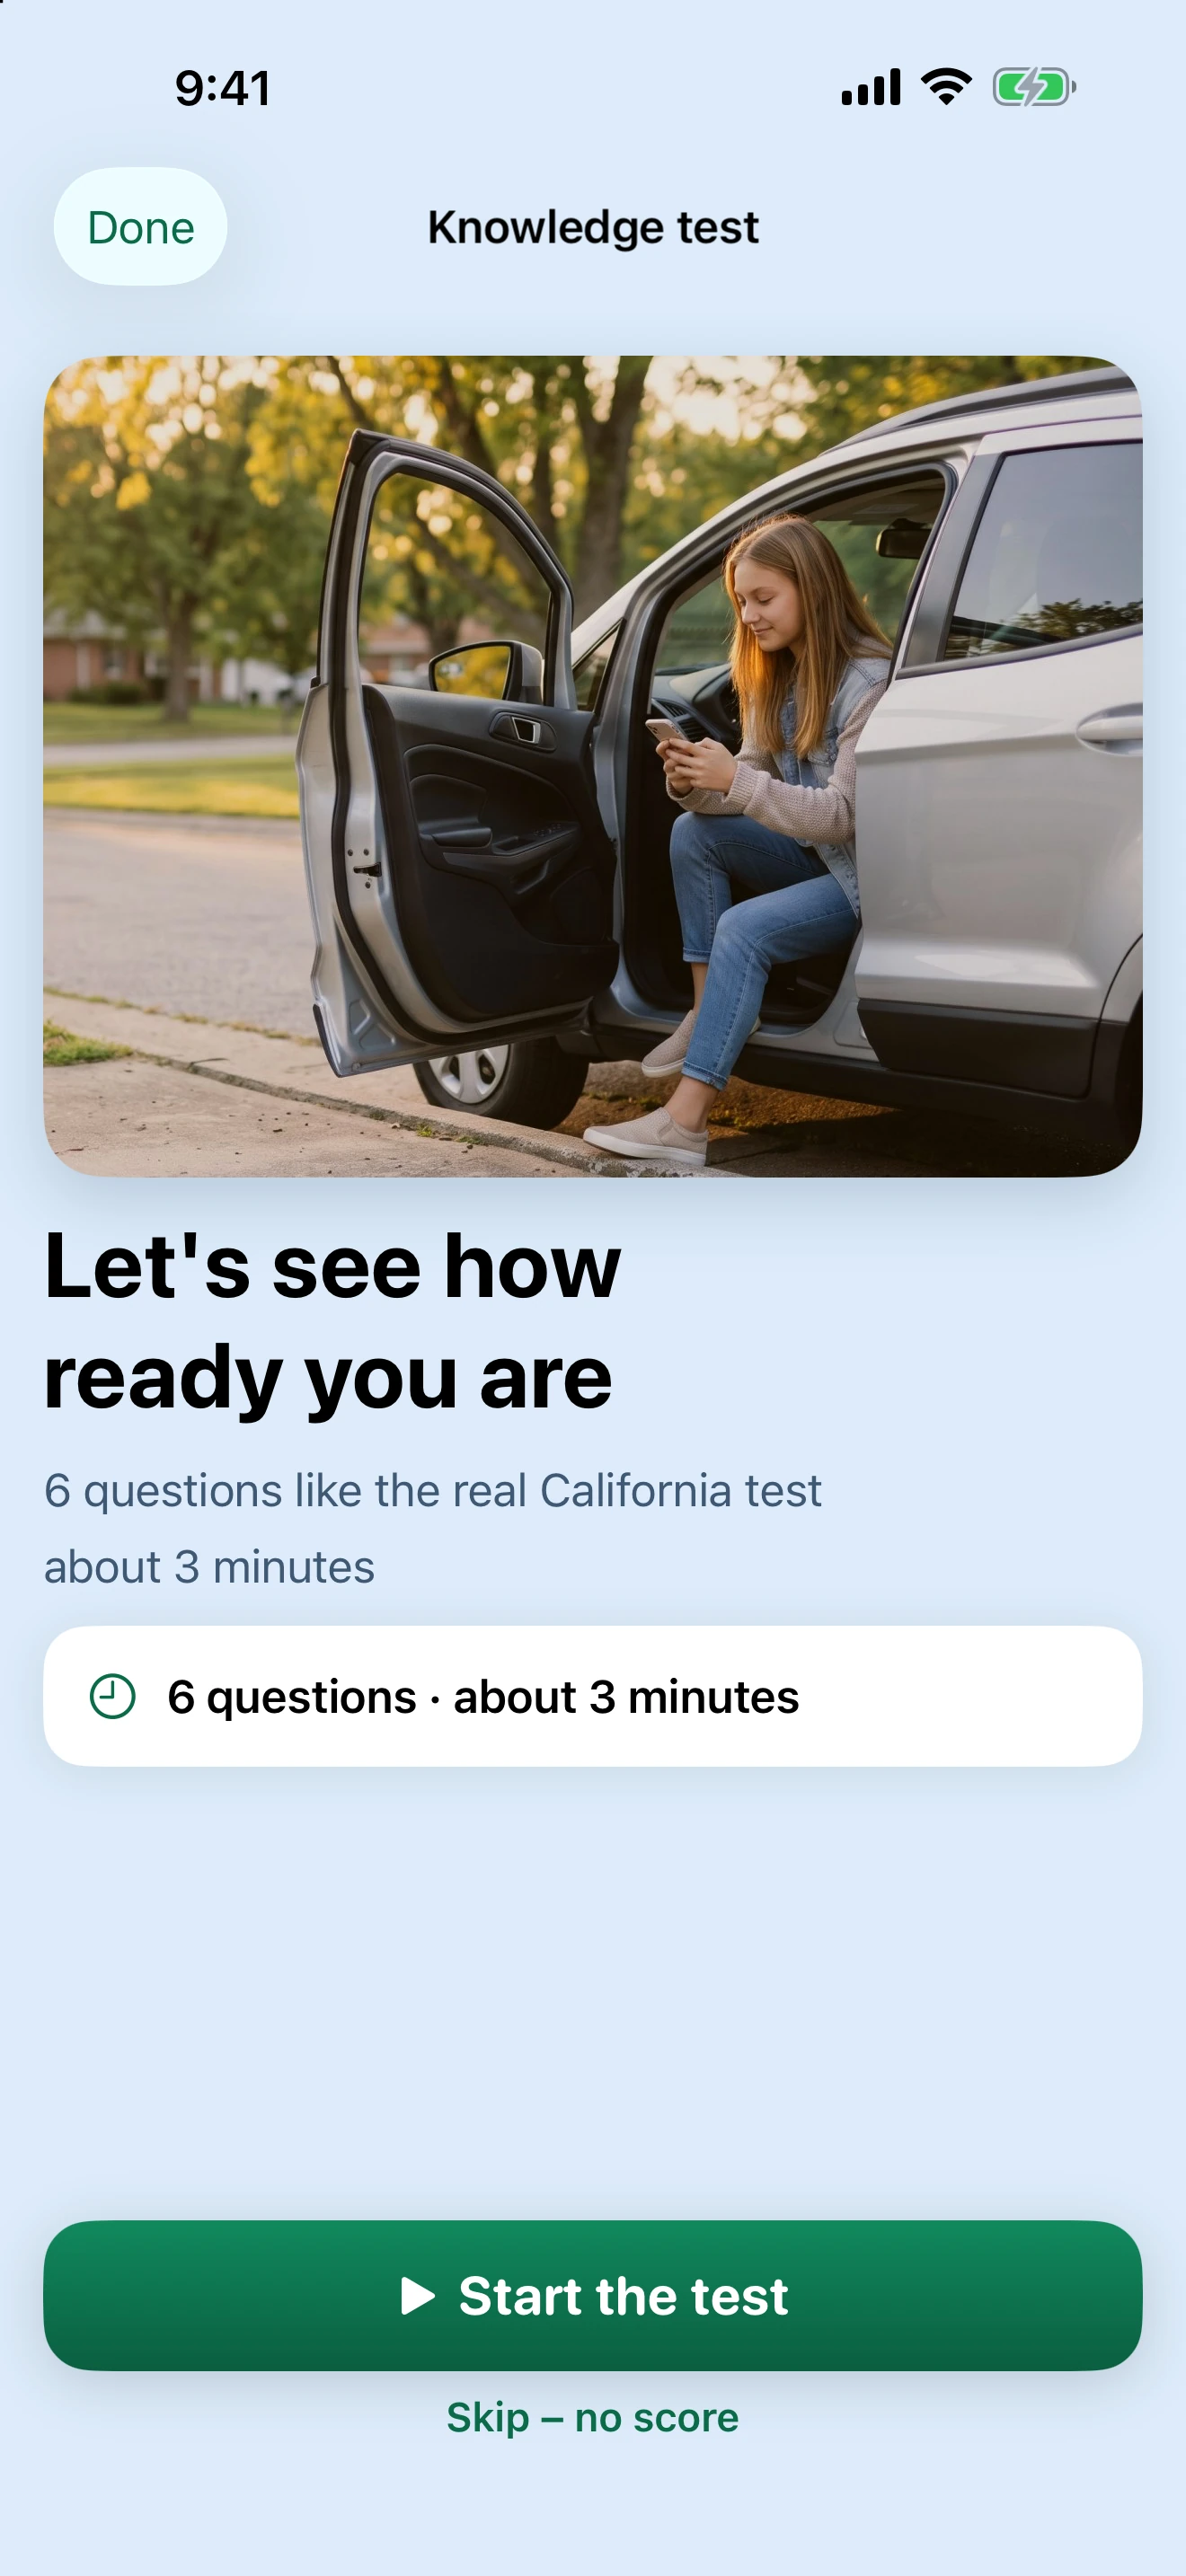 9:41
Done
Knowledge test
Let's see how
ready you are
6 questions like the real California test
about 3 minutes
6 questions · about 3 minutes
Start the test
Skip – no score